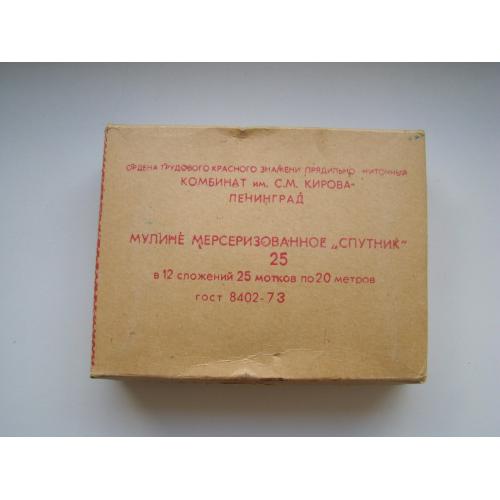 ОРДЕНА ТРУДОВОГО КРАСНОГО ЗНАМЕНИ ПРЯДИЛЬНО-НИТОЧНЫЙ
КОМБИНАТ им. С.М. КИРОВА-
ЛЕНИНГРАД
МУЛИНЕ МЕРСЕРИЗОВАННОЕ „СПУТНИК"
25
в 12 сложений 25 мотков по 20 метров
гост 8402-73